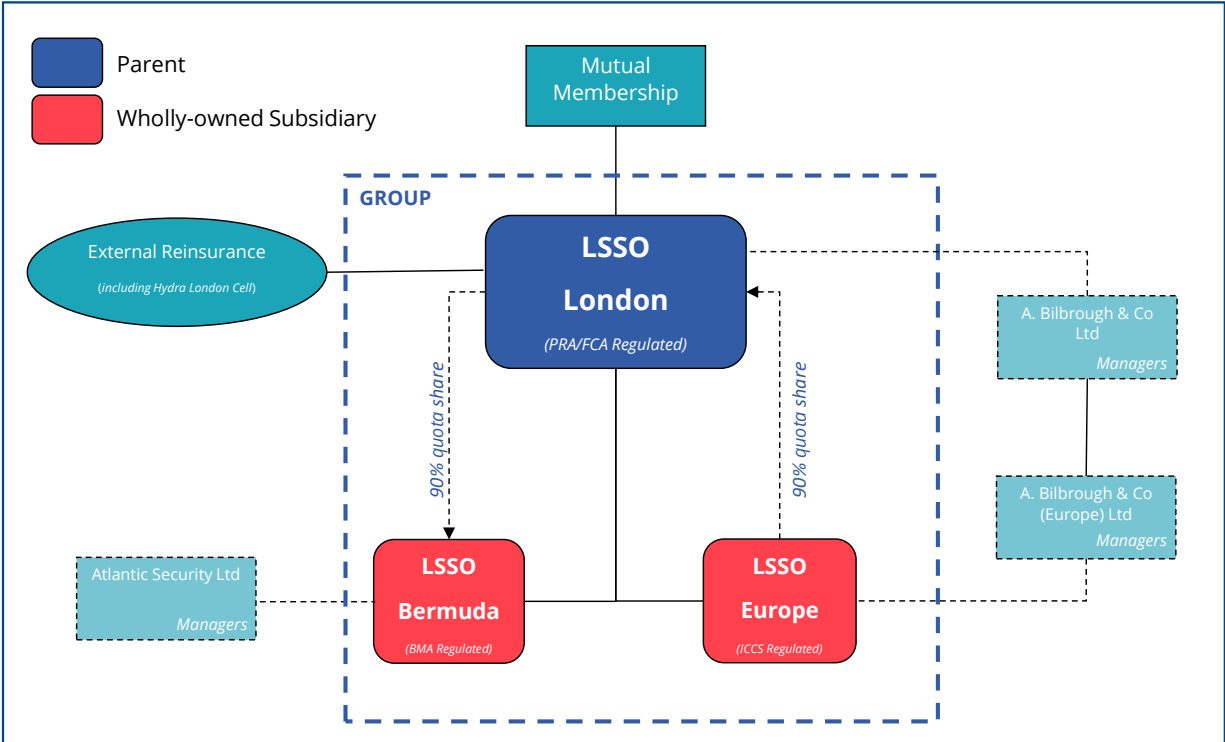 Parent
Wholly-owned Subsidiary
Mutual
Membership
GROUP
External Reinsurance
(including Hydra London Cell)
LSSO
London
(PRA/FCA Regulated)
A. Bilbrough & Co
Ltd
Managers
90% quota share
90% quota share
A. Bilbrough & Co
(Europe) Ltd
Managers
Atlantic Security Ltd
Managers
LSSO
Bermuda
(BMA Regulated)
LSSO
Europe
(ICCS Regulated)